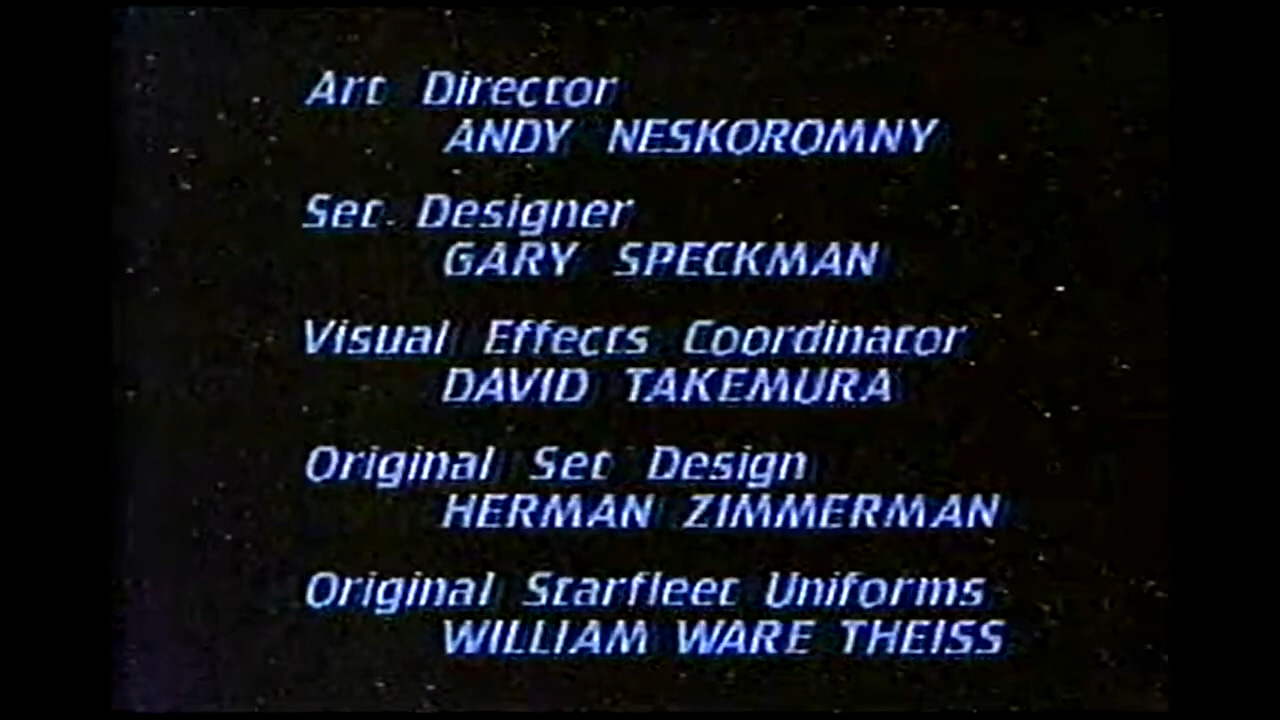 Art Director
ANDY NESKOROMNY
Set Designer
GARY SPECKMAN
Visual Effects Coordinator
DAVID TAKEMURA
Original Set Design
HERMAN ZIMMERMAN
Original Starfleet Uniforms
WILLIAM WARE THEISS